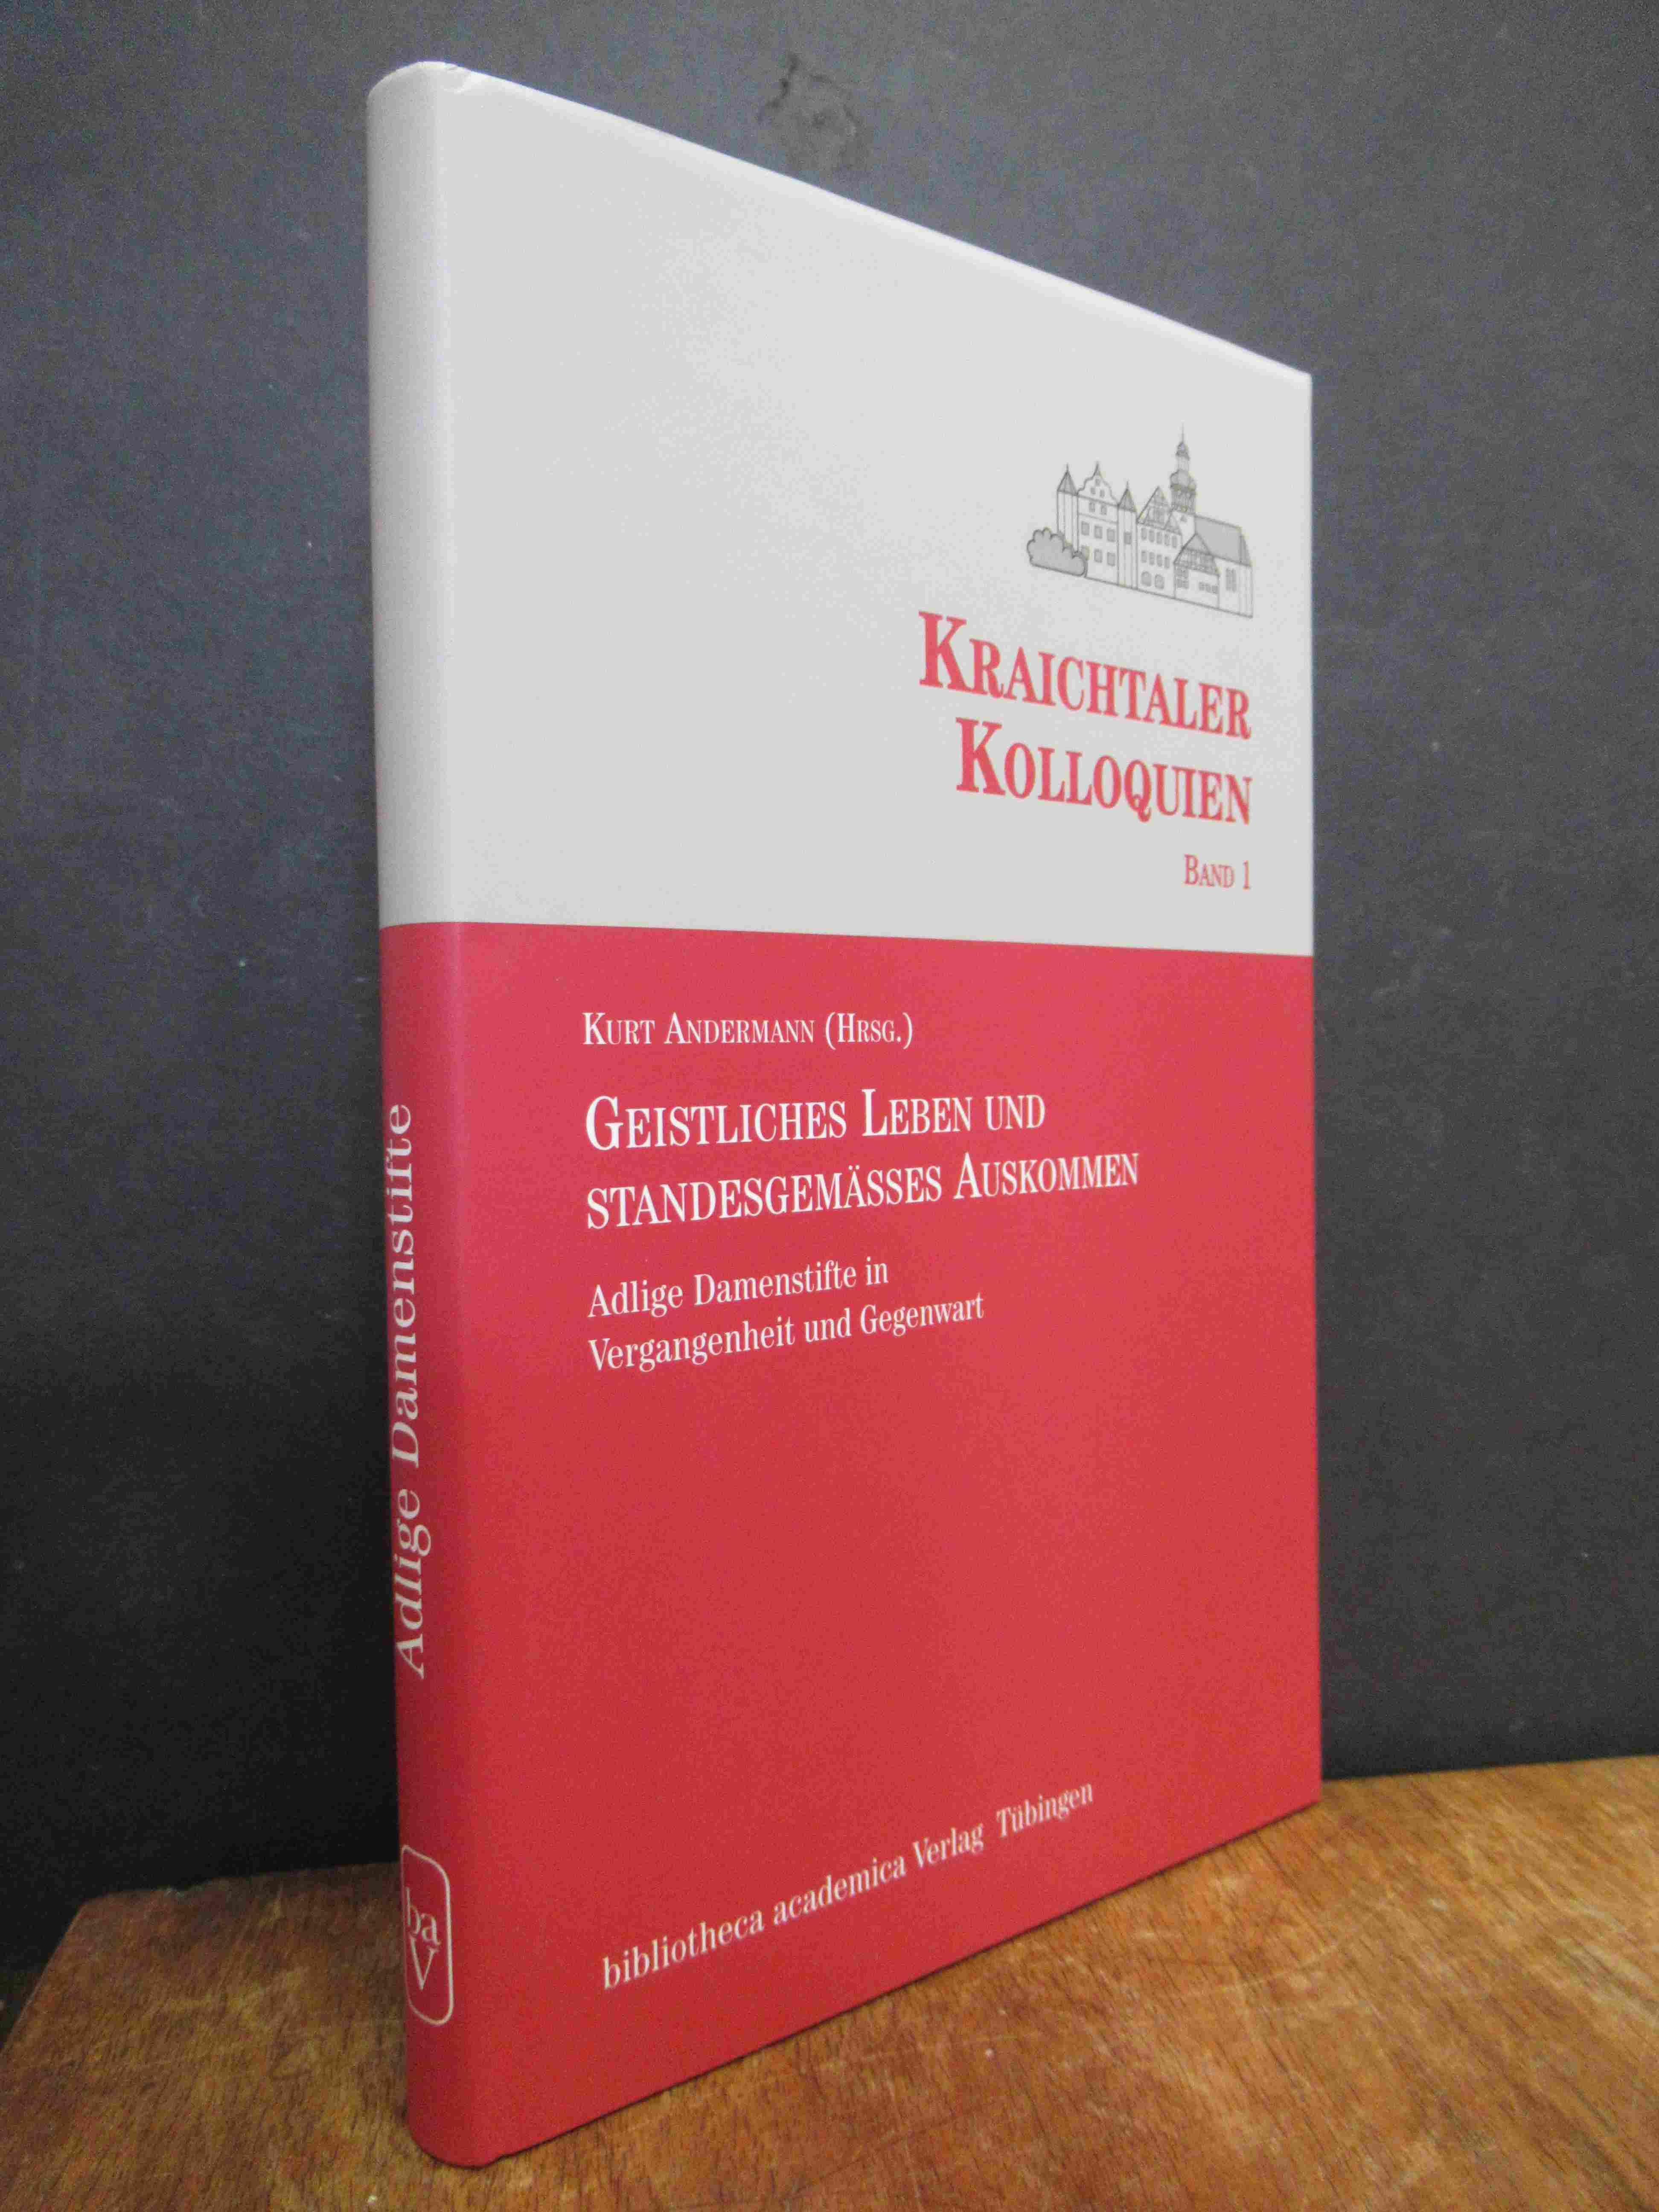 KRAICHTALER
KOLLOQUIEN
BAND 1
KURT ANDERMANN (HRSG.)
GEISTLICHES LEBEN UND
STANDESGEMÄSSES AUSKOMMEN
Adlige Damenstifte in
Vergangenheit und Gegenwart
bibliotheca academica Verlag Tübingen
Adlige Damenstifte
ba
V